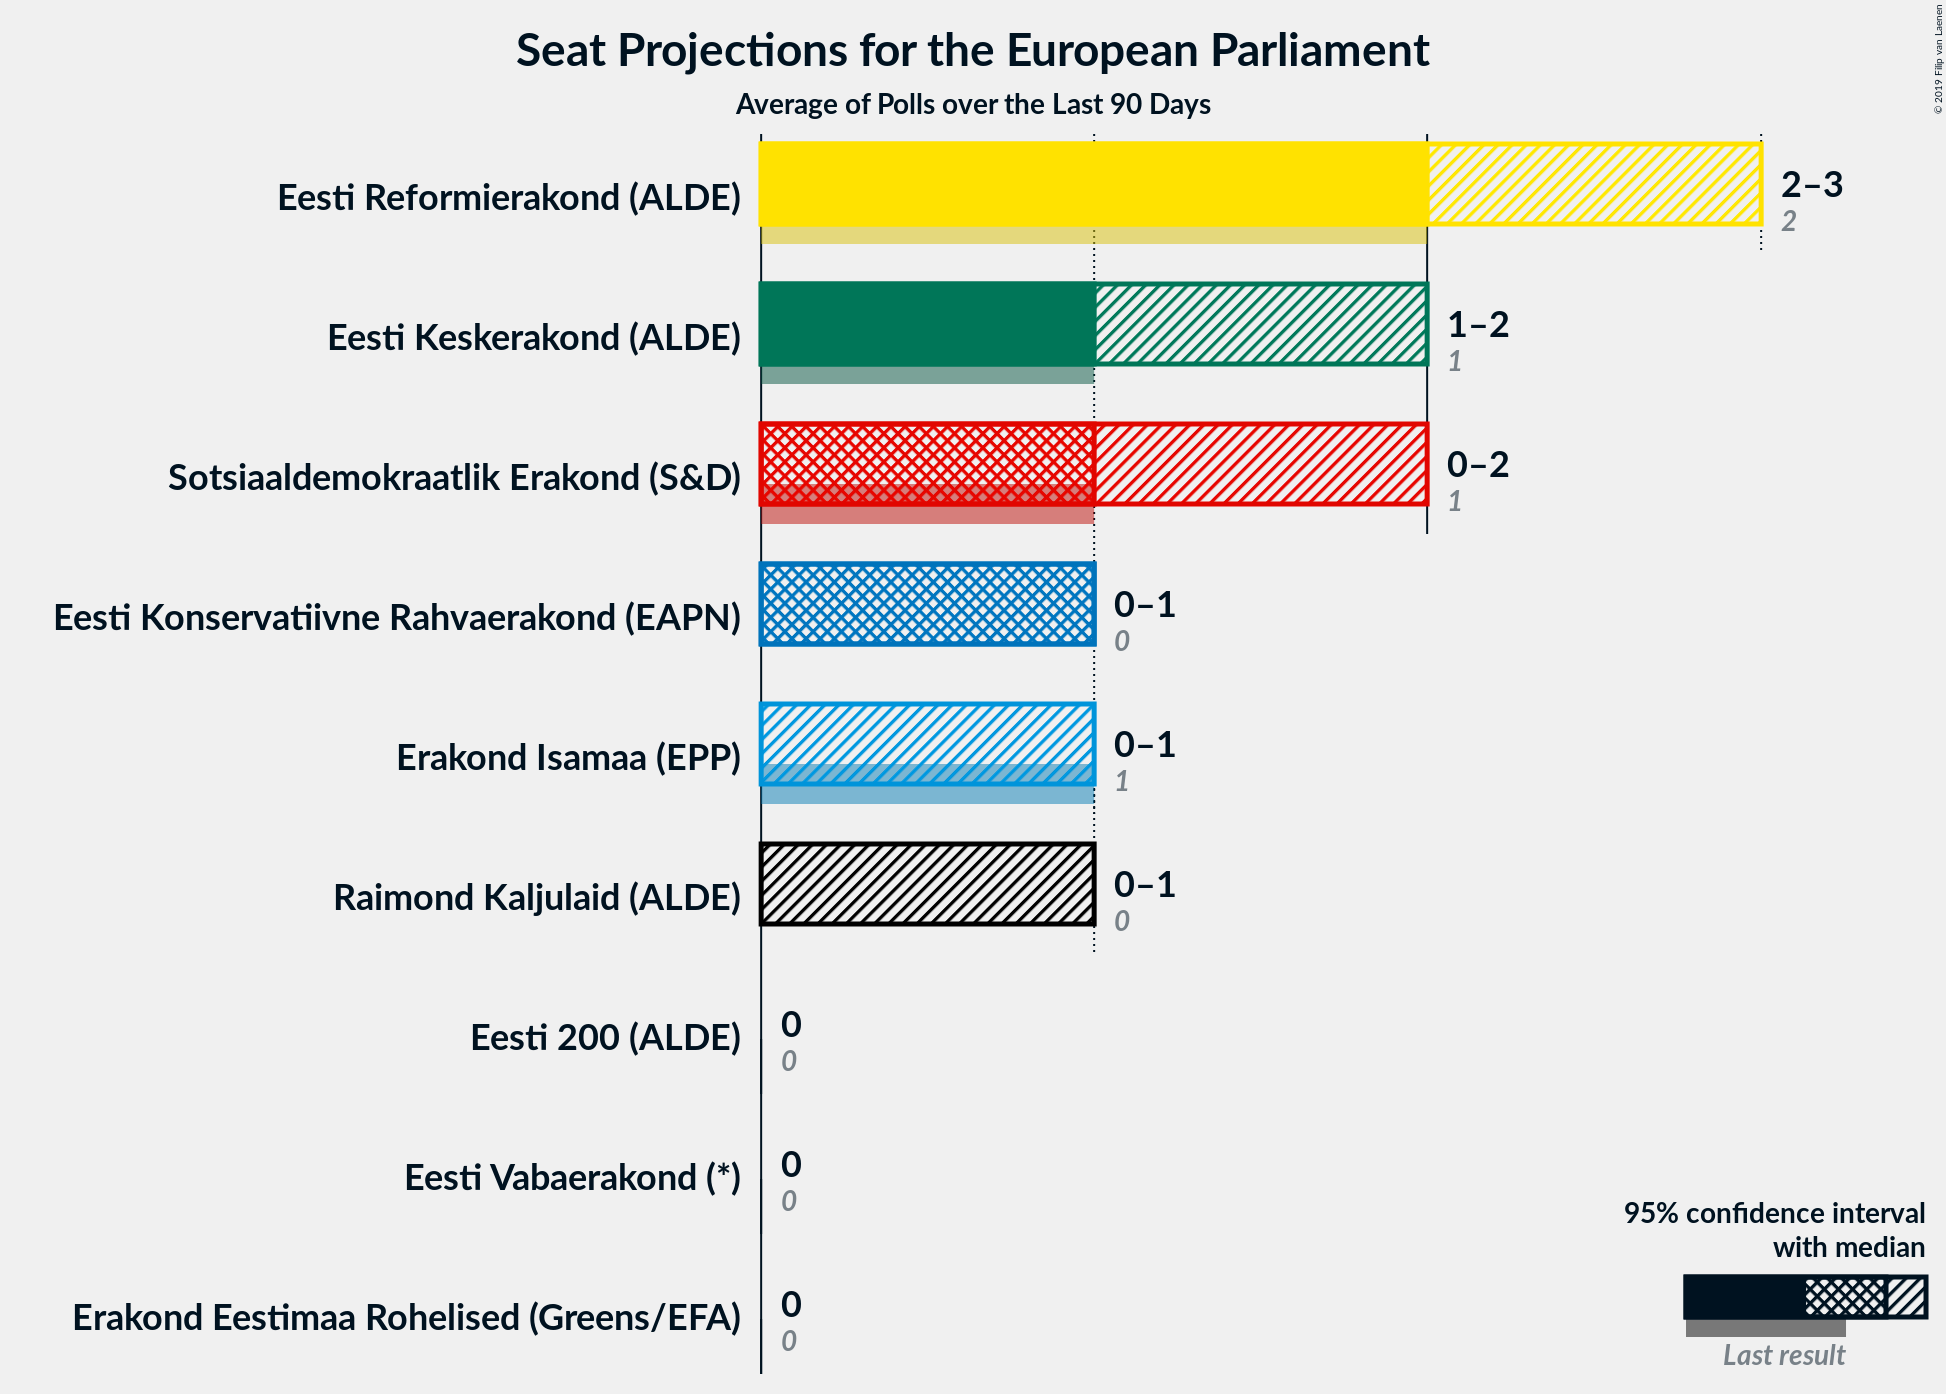 Seat Projections for the European Parliament
Average of Polls over the Last 90 Days
© 2019 Filip van Laenen
Eesti Reformierakond (ALDE)
2–3
2
Eesti Keskerakond (ALDE)
1–2
1
Sotsiaaldemokraatlik Erakond (S&D)
0–2
1
Eesti Konservatiivne Rahvaerakond (EAPN)
0–1
0
Erakond Isamaa (EPP)
0–1
1
Raimond Kaljulaid (ALDE)
0–1
0
Eesti 200 (ALDE)
0
0
Eesti Vabaerakond (*)
0
0
Erakond Eestimaa Rohelised (Greens/EFA)
0
0
95% confidence interval
with median
Last result